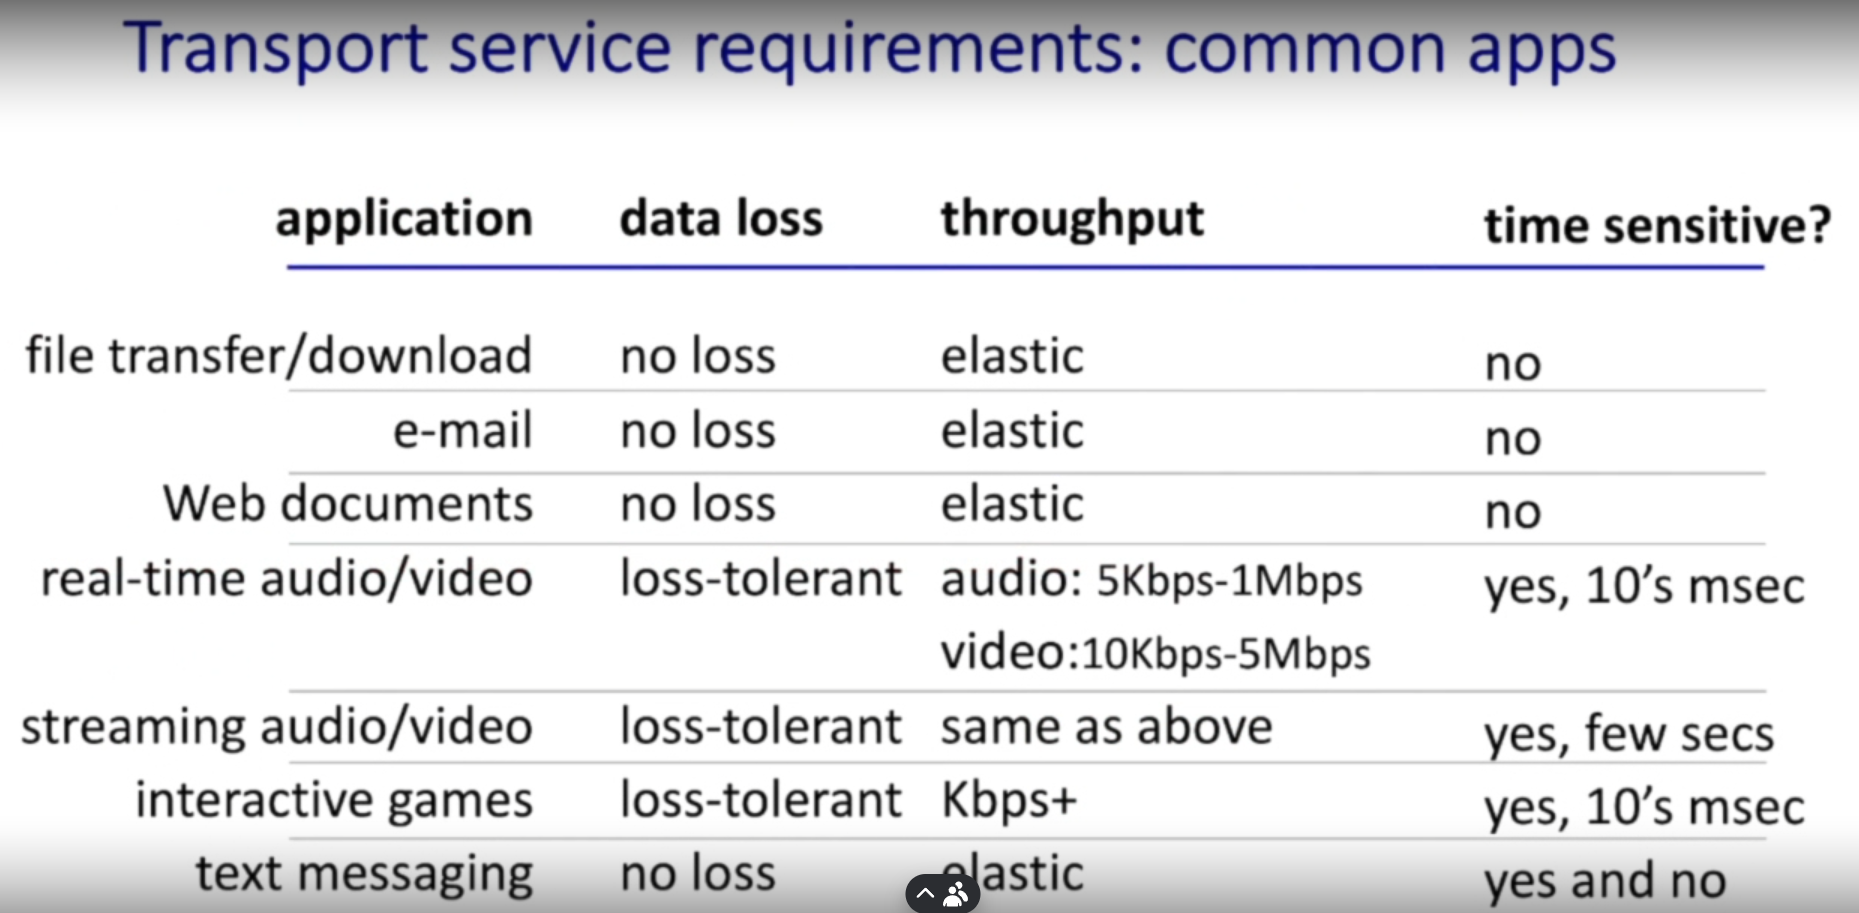 Transport service requirements: common apps
application data loss throughput time sensitive?
file transfer/download no loss elastic no
e-mail no loss elastic no
Web documents no loss elastic no
real-time audio/video loss-tolerant audio: 5Kbps-1Mbps yes, 10's msec
video:10Kbps-5Mbps
streaming audio/video loss-tolerant same as above yes, few secs
interactive games loss-tolerant Kbps+ yes, 10's msec
text messaging no loss elastic yes and no